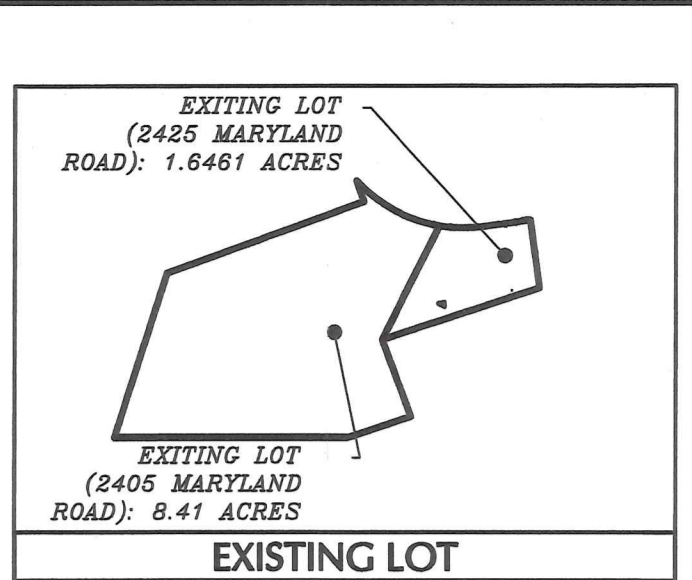 EXITING LOT
(2425 MARYLAND
ROAD): 1.6461 ACRES
EXITING LOT
(2405 MARYLAND
ROAD): 8.41 ACRES
EXISTING LOT